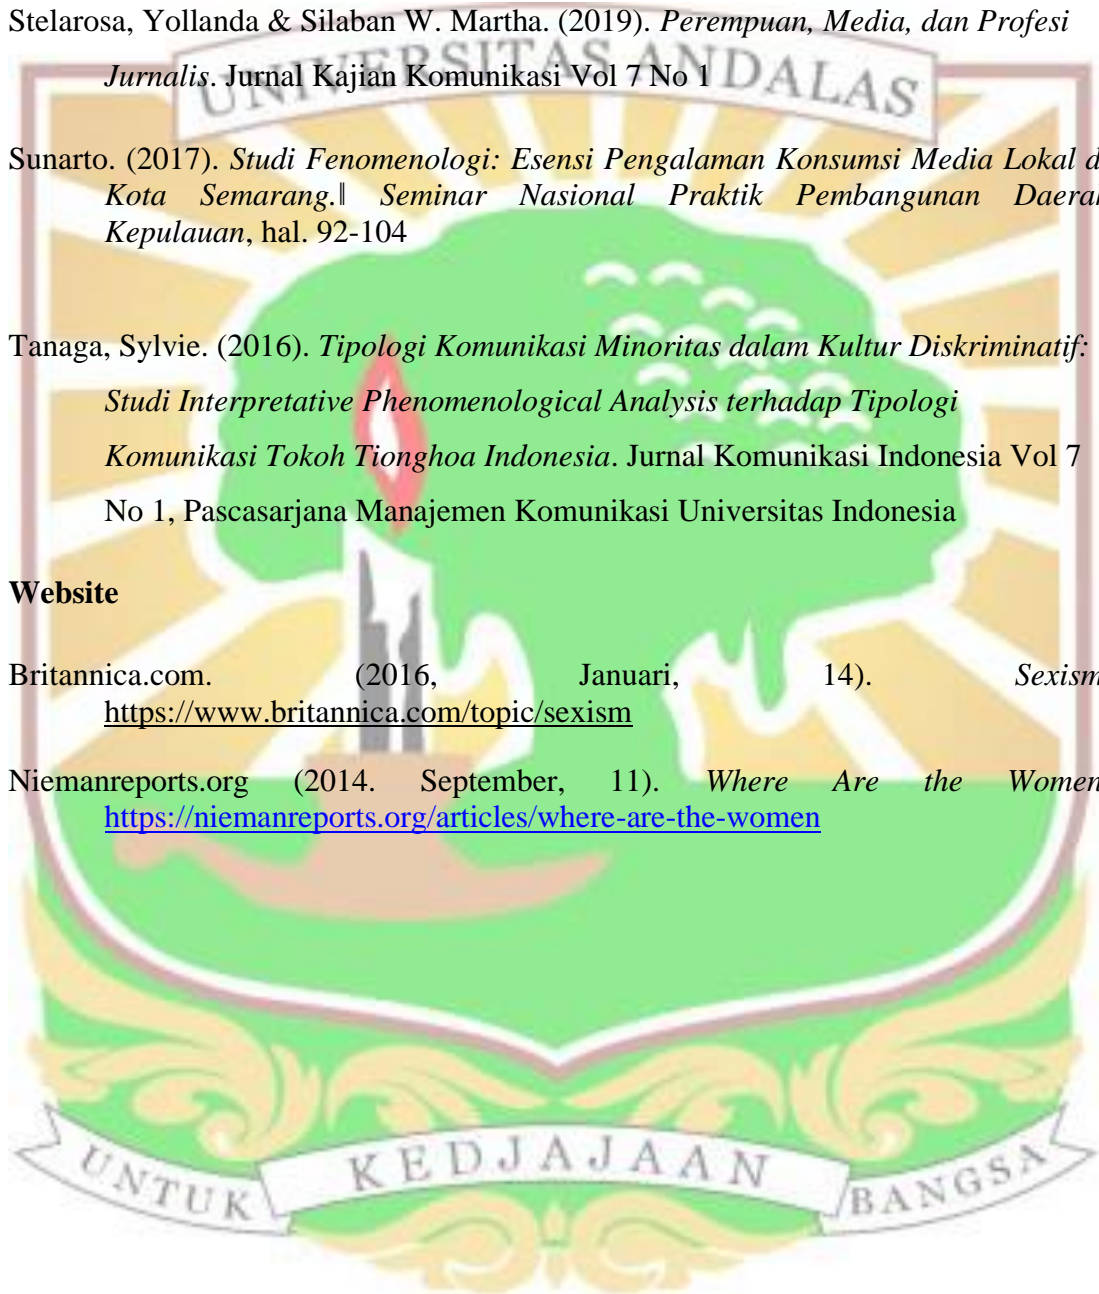 Stelarosa, Yollanda & Silaban W. Martha. (2019). Perempuan, Media, dan Profesi
UNIVERSITAS ANDALAS
Jurnalis. Jurnal Kajian Komunikasi Vol 7 No 1
Sunarto. (2017). Studi Fenomenologi: Esensi Pengalaman Konsumsi Media Lokal d
Kota Semarang.‖ Seminar Nasional Praktik Pembangunan Daerah
Kepulauan, hal. 92-104
Tanaga, Sylvie. (2016). Tipologi Komunikasi Minoritas dalam Kultur Diskriminatif:
Studi Interpretative Phenomenological Analysis terhadap Tipologi
Komunikasi Tokoh Tionghoa Indonesia. Jurnal Komunikasi Indonesia Vol 7
No 1, Pascasarjana Manajemen Komunikasi Universitas Indonesia
Website
Britannica.com. (2016, Januari, 14). Sexism
https://www.britannica.com/topic/sexism
Niemanreports.org (2014. September, 11). Where Are the Women
https://niemanreports.org/articles/where-are-the-women
UNTUK KEDJAJAAN BANGSA